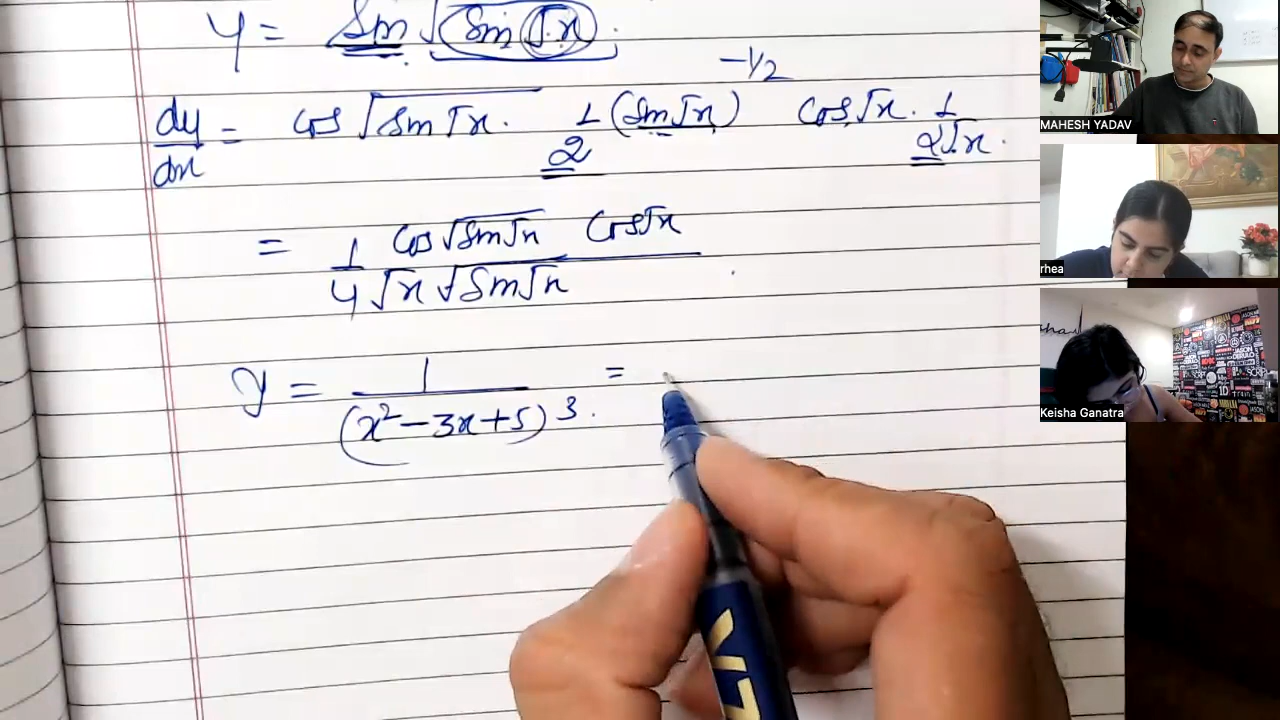 y = sin √(sin √x)
dy/dx = cos √(sin √x) . 1/2 (sin √x)^(-1/2) cos √x . 1/(2√x) .
= 1/4 cos √(sin √x) cos √x / (√x √(sin √x))
y = 1/(x² - 3x + 5)³ . =
MAHESH YADAV
rhea
Keisha Ganatra